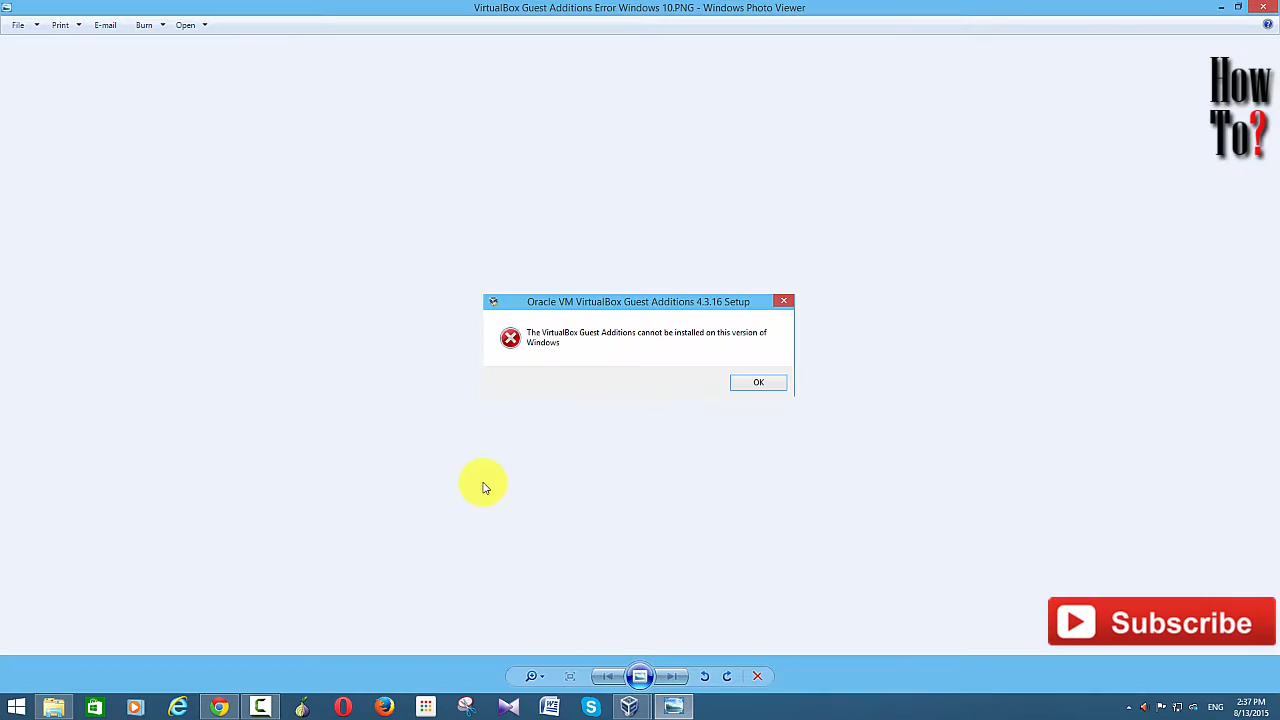 VirtualBox Guest Additions Error Windows 10.PNG - Windows Photo Viewer
File Print E-mail Burn Open
How
To?
Oracle VM VirtualBox Guest Additions 4.3.16 Setup
The VirtualBox Guest Additions cannot be installed on this version of
Windows
OK
Subscribe
ENG
2:37 PM
8/13/2015